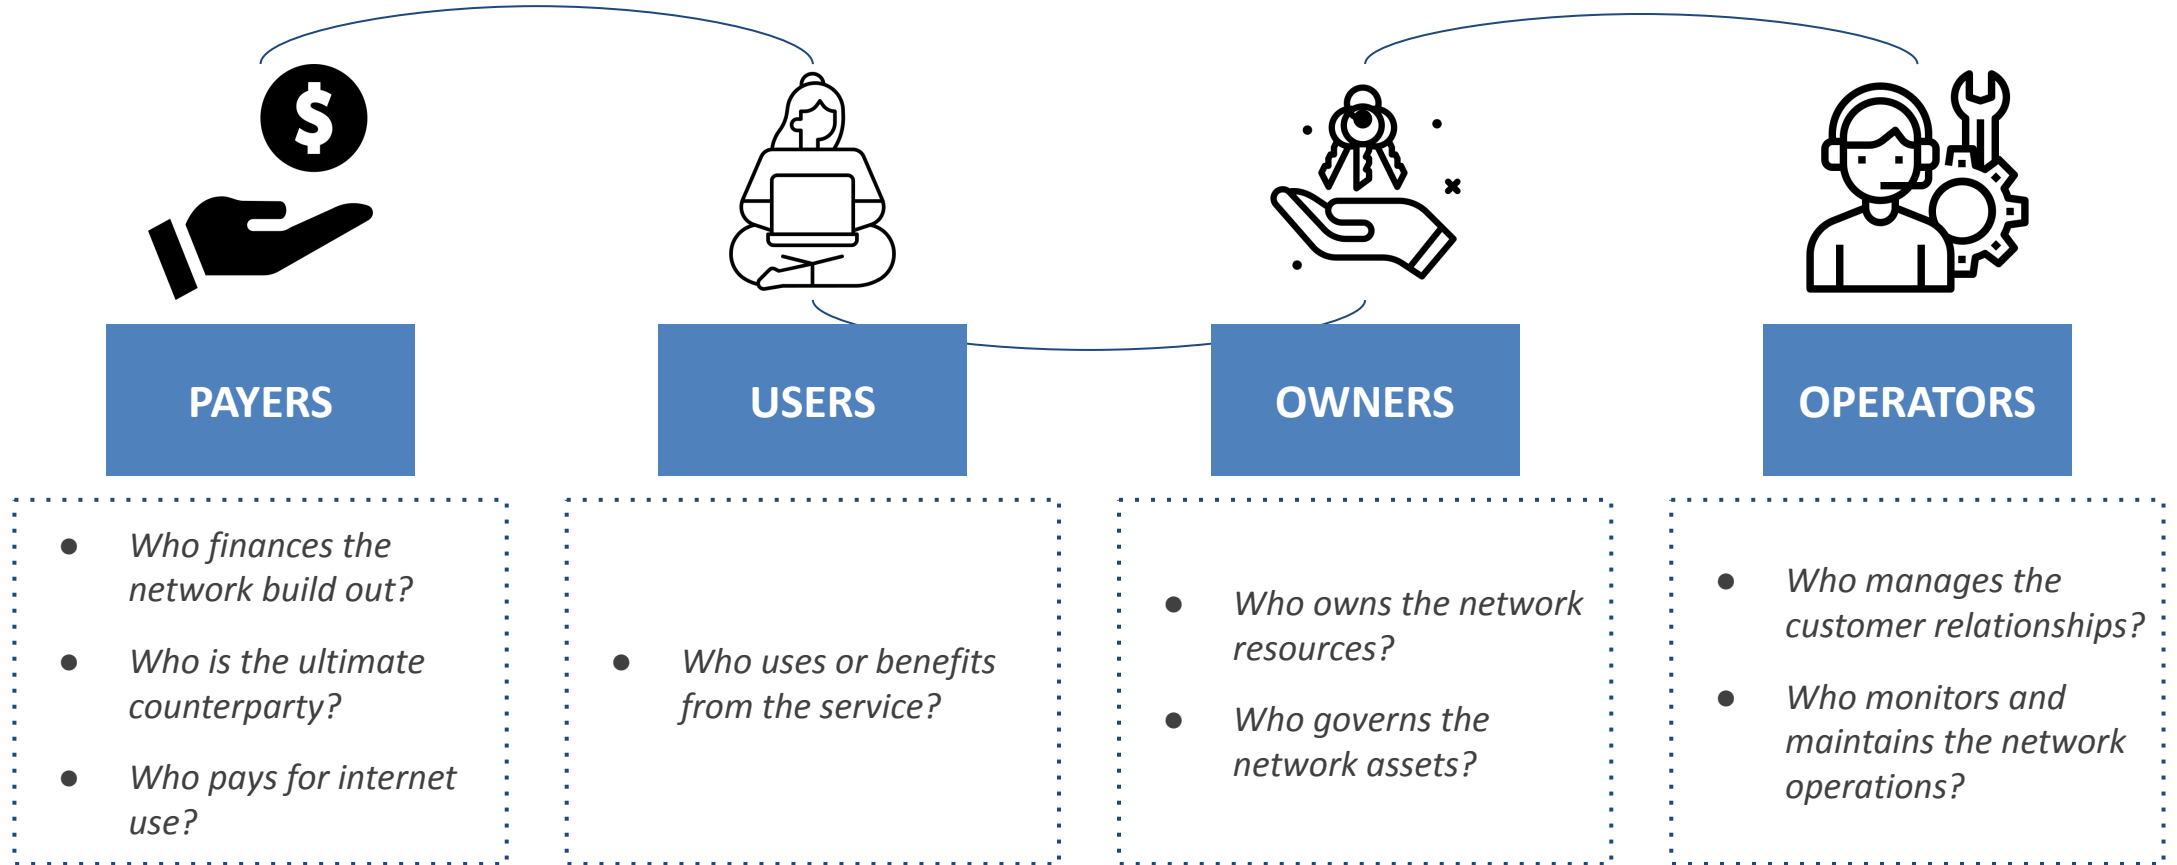 $
PAYERS
USERS
OWNERS
OPERATORS
● Who finances the
network build out?
● Who is the ultimate
counterparty?
● Who pays for internet
use?
● Who uses or benefits
from the service?
● Who owns the network
resources?
● Who governs the
network assets?
● Who manages the
customer relationships?
● Who monitors and
maintains the network
operations?